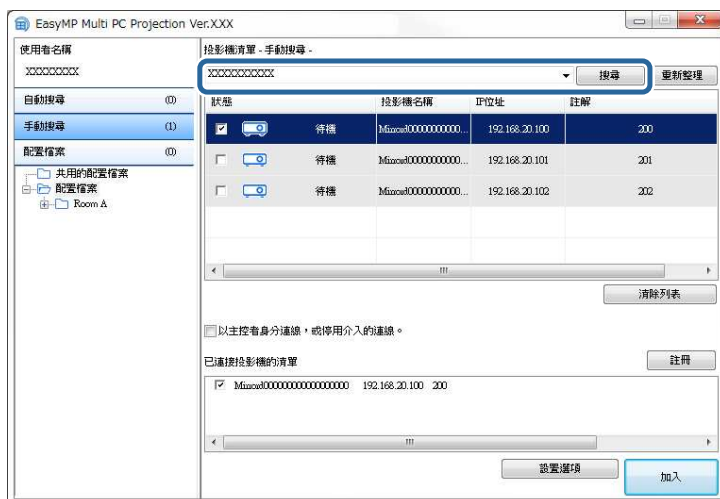 EasyMP Multi PC Projection Ver.XXX
使用者名稱
XXXXXXXX
自動搜尋 (0)
手動搜尋 (1)
配置檔案 (0)
共用的配置檔案
配置檔案
Room A
投影機清單 - 手動搜尋 -
XXXXXXXXXX 搜尋 重新整理
狀態 投影機名稱 IP位址 註解
待機 192.168.20.100 200
待機 192.168.20.101 201
待機 192.168.20.102 202
清除列表
以主控者身分連線，或停用介入的連線。
已連接投影機的清單 註冊
192.168.20.100 200
設置選項 加入